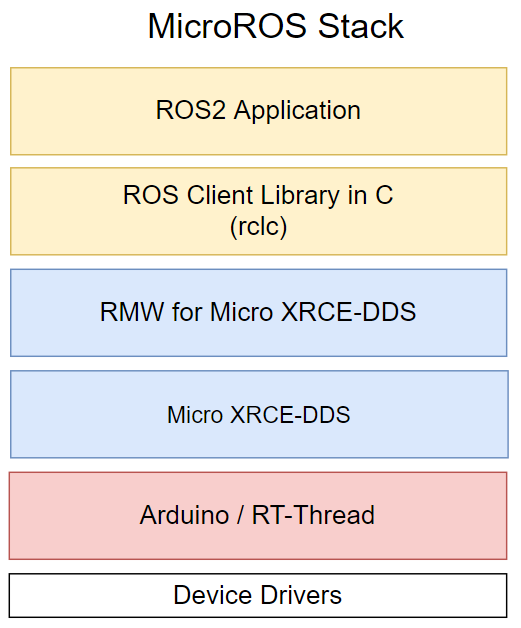 MicroROS Stack
ROS2 Application
ROS Client Library in C
(rclc)
RMW for Micro XRCE-DDS
Micro XRCE-DDS
Arduino / RT-Thread
Device Drivers